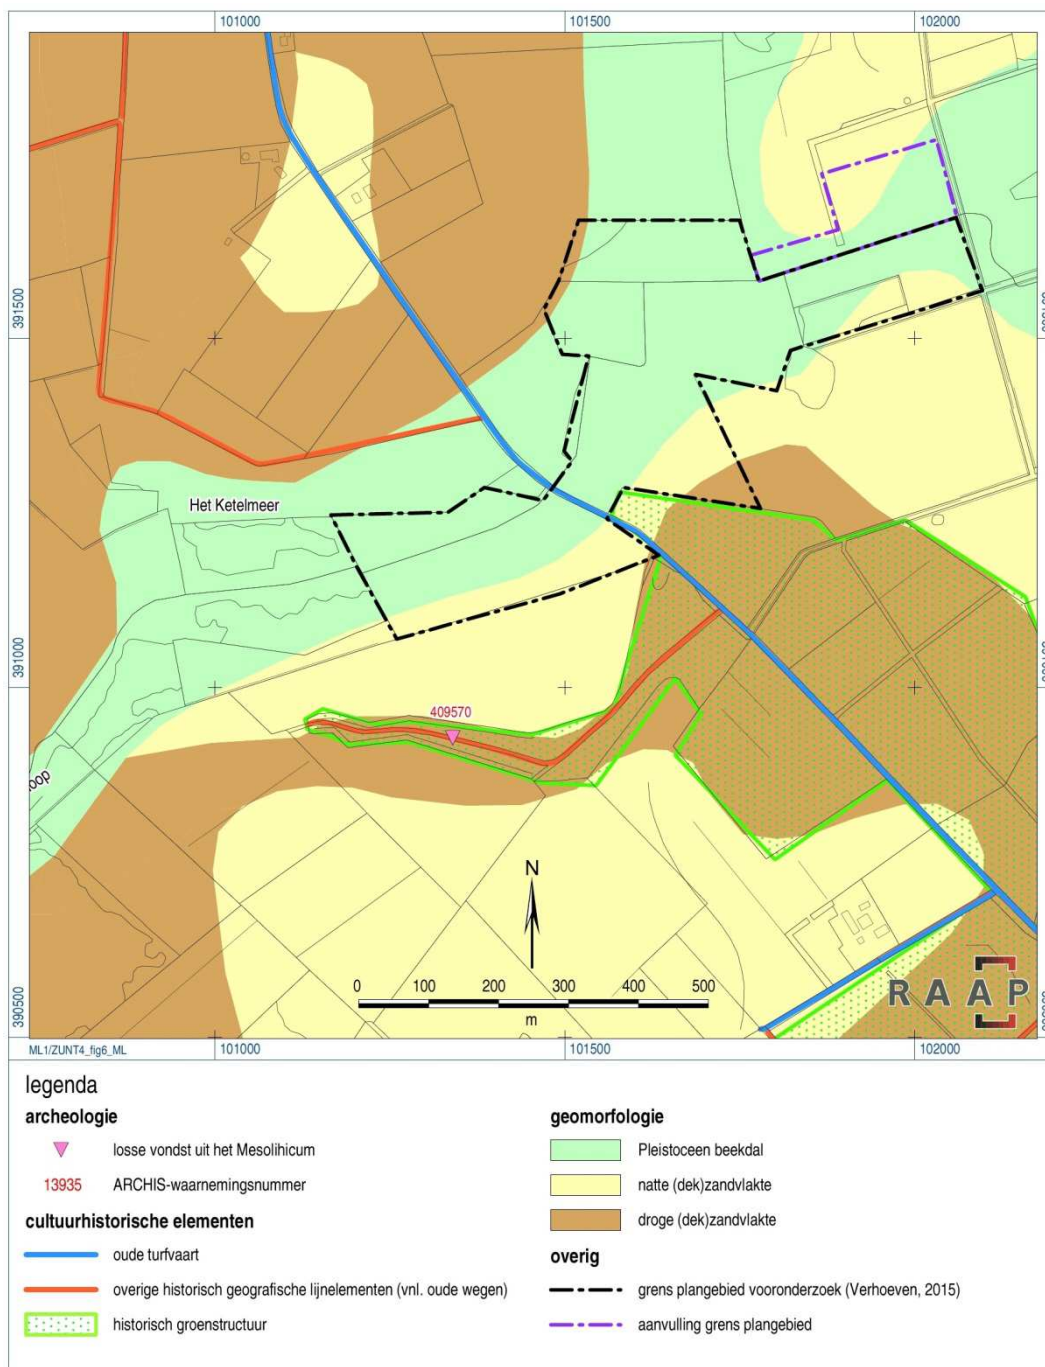 101000 101500 102000
391500
Het Ketelmeer
391000
409570
oop
N
0 100 200 300 400 500
m
390500
RAAP
ML1/ZUNT4_fig6_ML
101000 101500 102000
legenda
archeologie
losse vondst uit het Mesolihicum
13935 ARCHIS-waarnemingsnummer
cultuurhistorische elementen
oude turfvaart
overige historisch geografische lijnelementen (vnl. oude wegen)
historisch groenstructuur
geomorfologie
Pleistoceen beekdal
natte (dek)zandvlakte
droge (dek)zandvlakte
overig
grens plangebied vooronderzoek (Verhoeven, 2015)
aanvulling grens plangebied